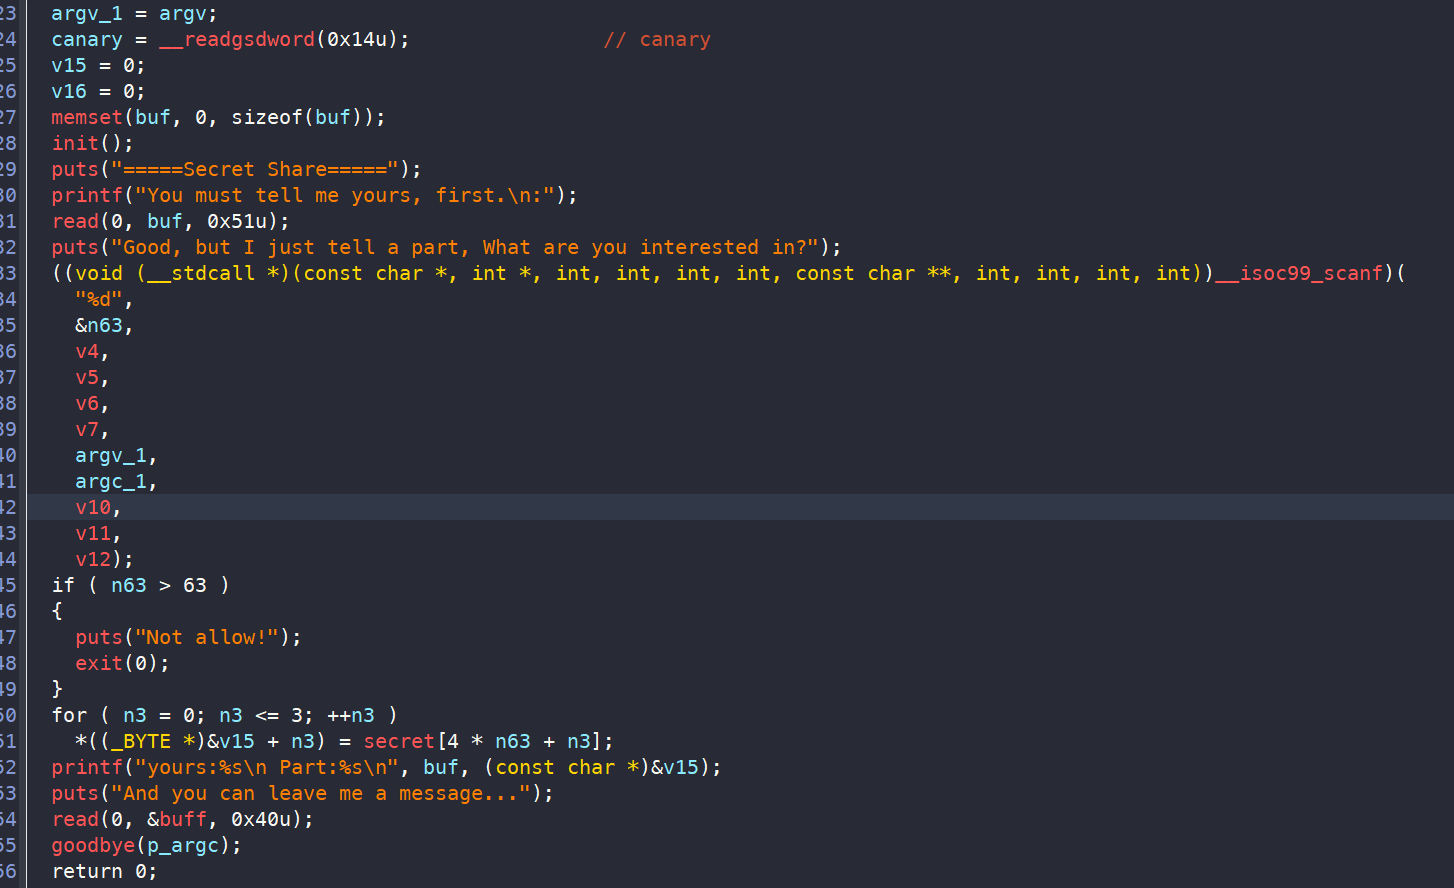 23 argv_1 = argv;
24 canary = __readgsdword(0x14u); // canary
25 v15 = 0;
26 v16 = 0;
27 memset(buf, 0, sizeof(buf));
28 init();
29 puts("=====Secret Share=====");
30 printf("You must tell me yours, first.\n:");
31 read(0, buf, 0x51u);
32 puts("Good, but I just tell a part, What are you interested in?");
33 ((void (__stdcall *)(const char *, int *, int, int, int, int, const char **, int, int, int, int))__isoc99_scanf)(
34 "%d",
35 &n63,
36 v4,
37 v5,
38 v6,
39 v7,
40 argv_1,
41 argc_1,
42 v10,
43 v11,
44 v12);
45 if ( n63 > 63 )
46 {
47 puts("Not allow!");
48 exit(0);
49 }
50 for ( n3 = 0; n3 <= 3; ++n3 )
51 *((_BYTE *)&v15 + n3) = secret[4 * n63 + n3];
52 printf("yours:%s\n Part:%s\n", buf, (const char *)&v15);
53 puts("And you can leave me a message...");
54 read(0, &buff, 0x40u);
55 goodbye(p_argc);
56 return 0;